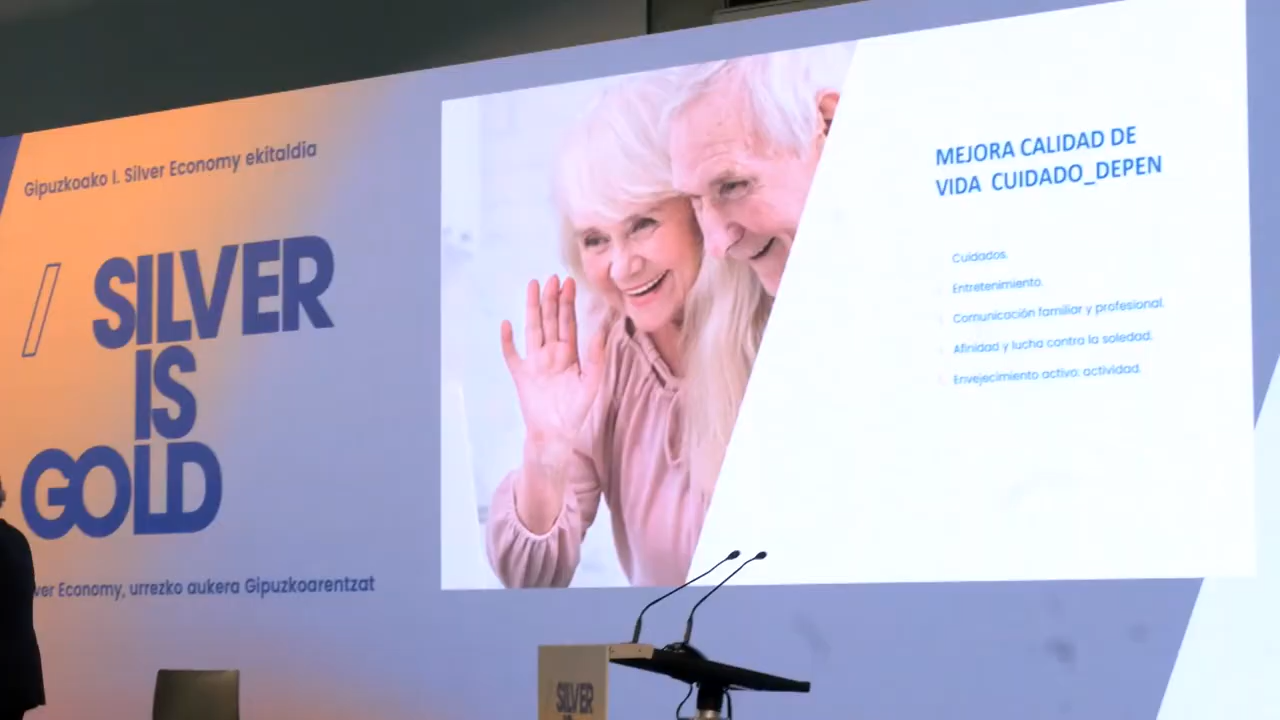 Gipuzkoako I. Silver Economy ekitaldia
/ SILVER
IS
GOLD
Economy, urrezko aukera Gipuzkoarentzat
MEJORA CALIDAD DE
VIDA CUIDADO_DEPEN
Cuidados.
Entretenimiento.
Comunicación familiar y profesional.
Afinidad y lucha contra la soledad.
Envejecimiento activo: actividad.
SILVER